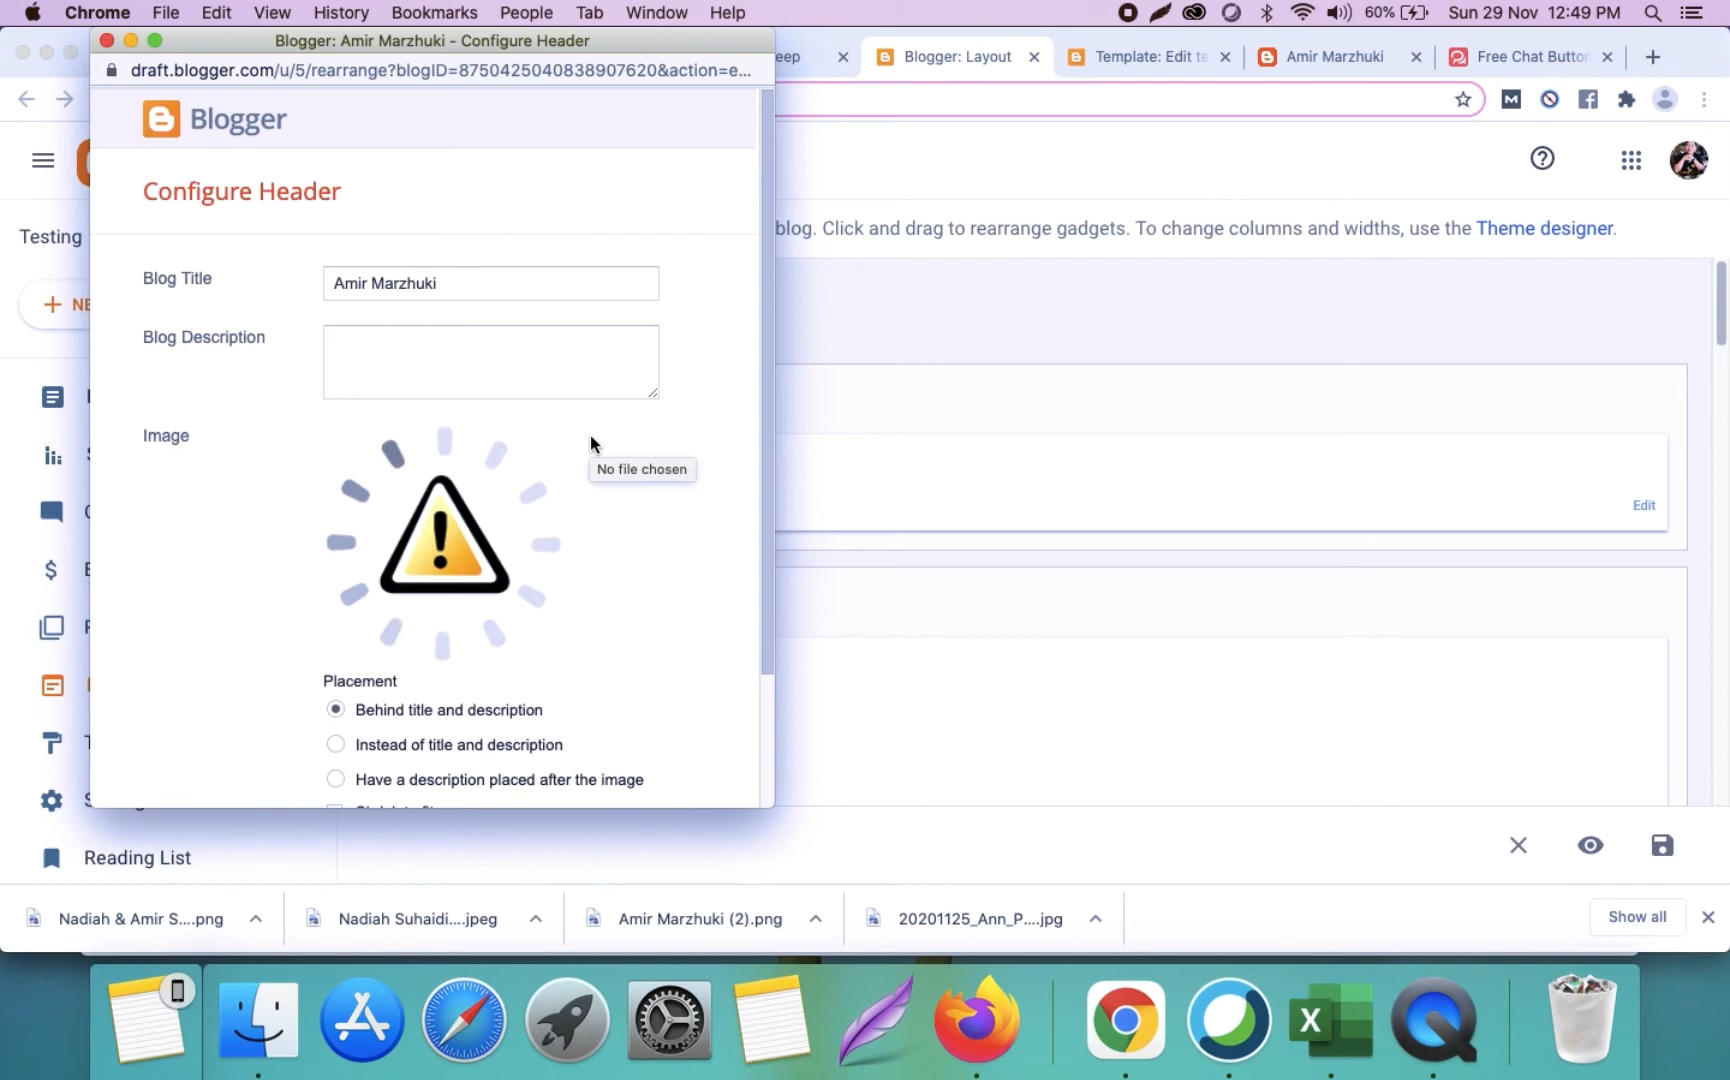 Chrome File Edit View History Bookmarks People Tab Window Help 60% Sun 29 Nov 12:49 PM
Blogger: Amir Marzhuki - Configure Header
eep Blogger: Layout Template: Edit te Amir Marzhuki Free Chat Button
draft.blogger.com/u/5/rearrange?blogID=8750425040838907620&action=e...
Blogger
Configure Header
Testing
blog. Click and drag to rearrange gadgets. To change columns and widths, use the Theme designer.
Blog Title Amir Marzhuki
+ NE
Blog Description
Image
No file chosen
Edit
Placement
Behind title and description
Instead of title and description
Have a description placed after the image
Reading List
Nadiah & Amir S....png Nadiah Suhaidi....jpeg Amir Marzhuki (2).png 20201125_Ann_P....jpg Show all